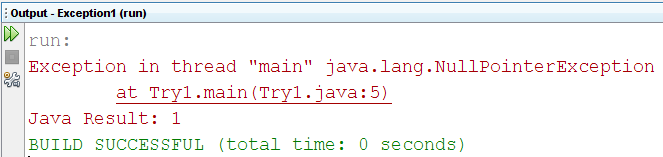 Output - Exception1 (run)
run:
Exception in thread "main" java.lang.NullPointerException
at Try1.main(Try1.java:5)
Java Result: 1
BUILD SUCCESSFUL (total time: 0 seconds)